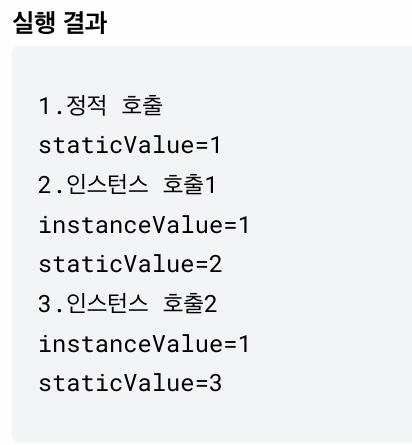 실행 결과
1.정적 호출
staticValue=1
2.인스턴스 호출1
instanceValue=1
staticValue=2
3.인스턴스 호출2
instanceValue=1
staticValue=3